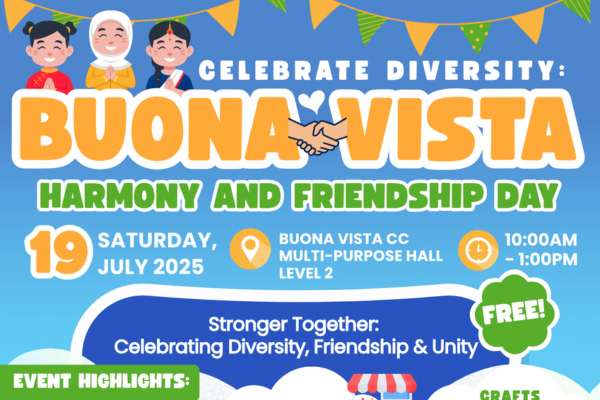 CELEBRATE DIVERSITY:
BUONA VISTA
HARMONY AND FRIENDSHIP DAY
19
SATURDAY,
JULY 2025
BUONA VISTA CC
MULTI-PURPOSE HALL
LEVEL 2
10:00AM
- 1:00PM
FREE!
Stronger Together:
Celebrating Diversity, Friendship & Unity
EVENT HIGHLIGHTS:
CRAFTS